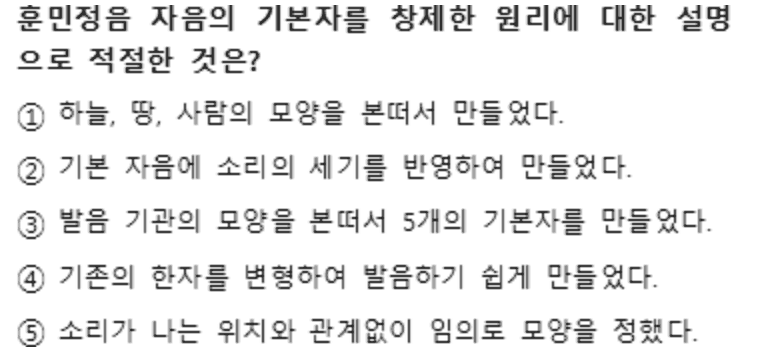 훈민정음 자음의 기본자를 창제한 원리에 대한 설명
으로 적절한 것은?
① 하늘, 땅, 사람의 모양을 본떠서 만들었다.
② 기본 자음에 소리의 세기를 반영하여 만들었다.
③ 발음 기관의 모양을 본떠서 5개의 기본자를 만들었다.
④ 기존의 한자를 변형하여 발음하기 쉽게 만들었다.
⑤ 소리가 나는 위치와 관계없이 임의로 모양을 정했다.